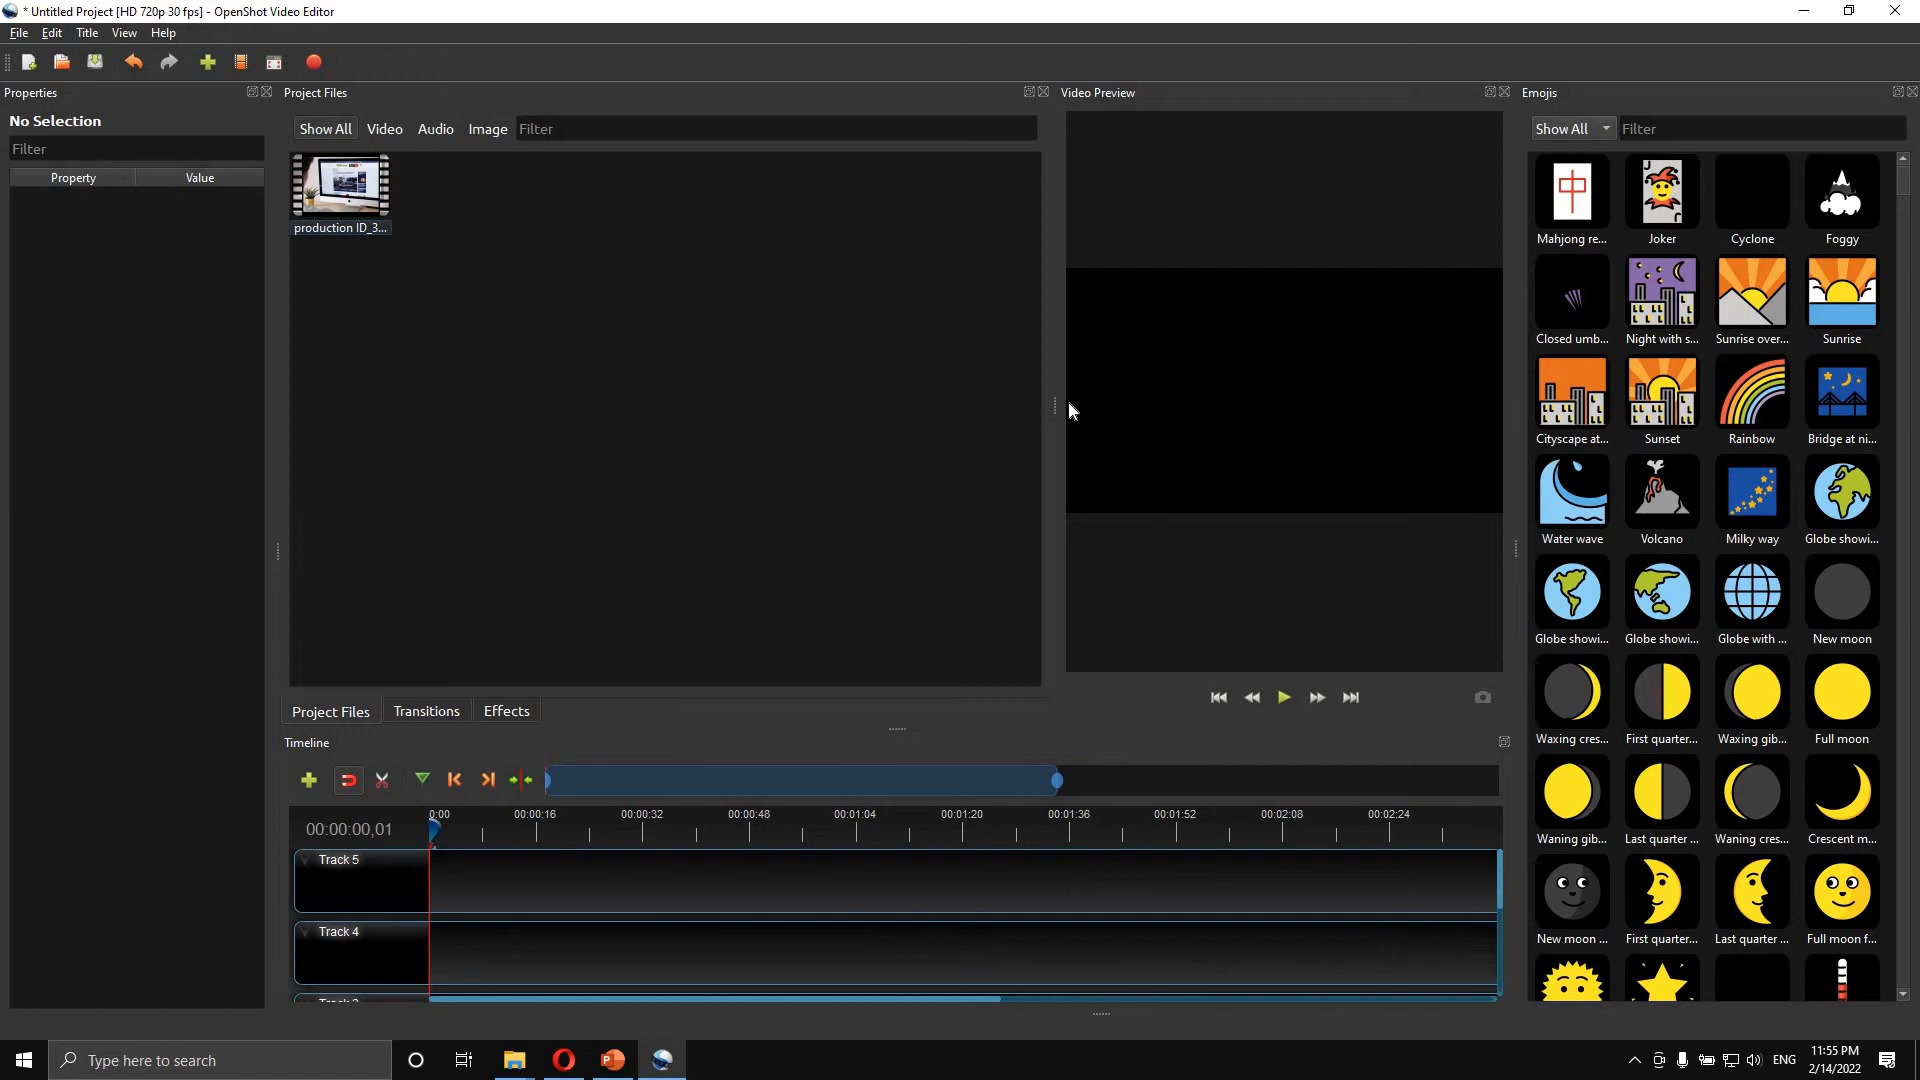 * Untitled Project [HD 720p 30 fps] - OpenShot Video Editor
File Edit Title View Help
Properties
Project Files
Video Preview
Emojis
No Selection
Filter
Property Value
Show All Video Audio Image Filter
production ID_3...
Show All Filter
Mahjong re... Joker Cyclone Foggy
Closed umb... Night with s... Sunrise over... Sunrise
Cityscape at... Sunset Rainbow Bridge at ni...
Water wave Volcano Milky way Globe showi...
Globe showi... Globe showi... Globe with ... New moon
Waxing cres... First quarter... Waxing gib... Full moon
Waning gib... Last quarter ... Waning cres... Crescent m...
New moon ... First quarter... Last quarter ... Full moon f...
Project Files Transitions Effects
Timeline
00:00:00,01
0:00 00:00:16 00:00:32 00:00:48 00:01:04 00:01:20 00:01:36 00:01:52 00:02:08 00:02:24
Track 5
Track 4
Type here to search
ENG
11:55 PM
2/14/2022